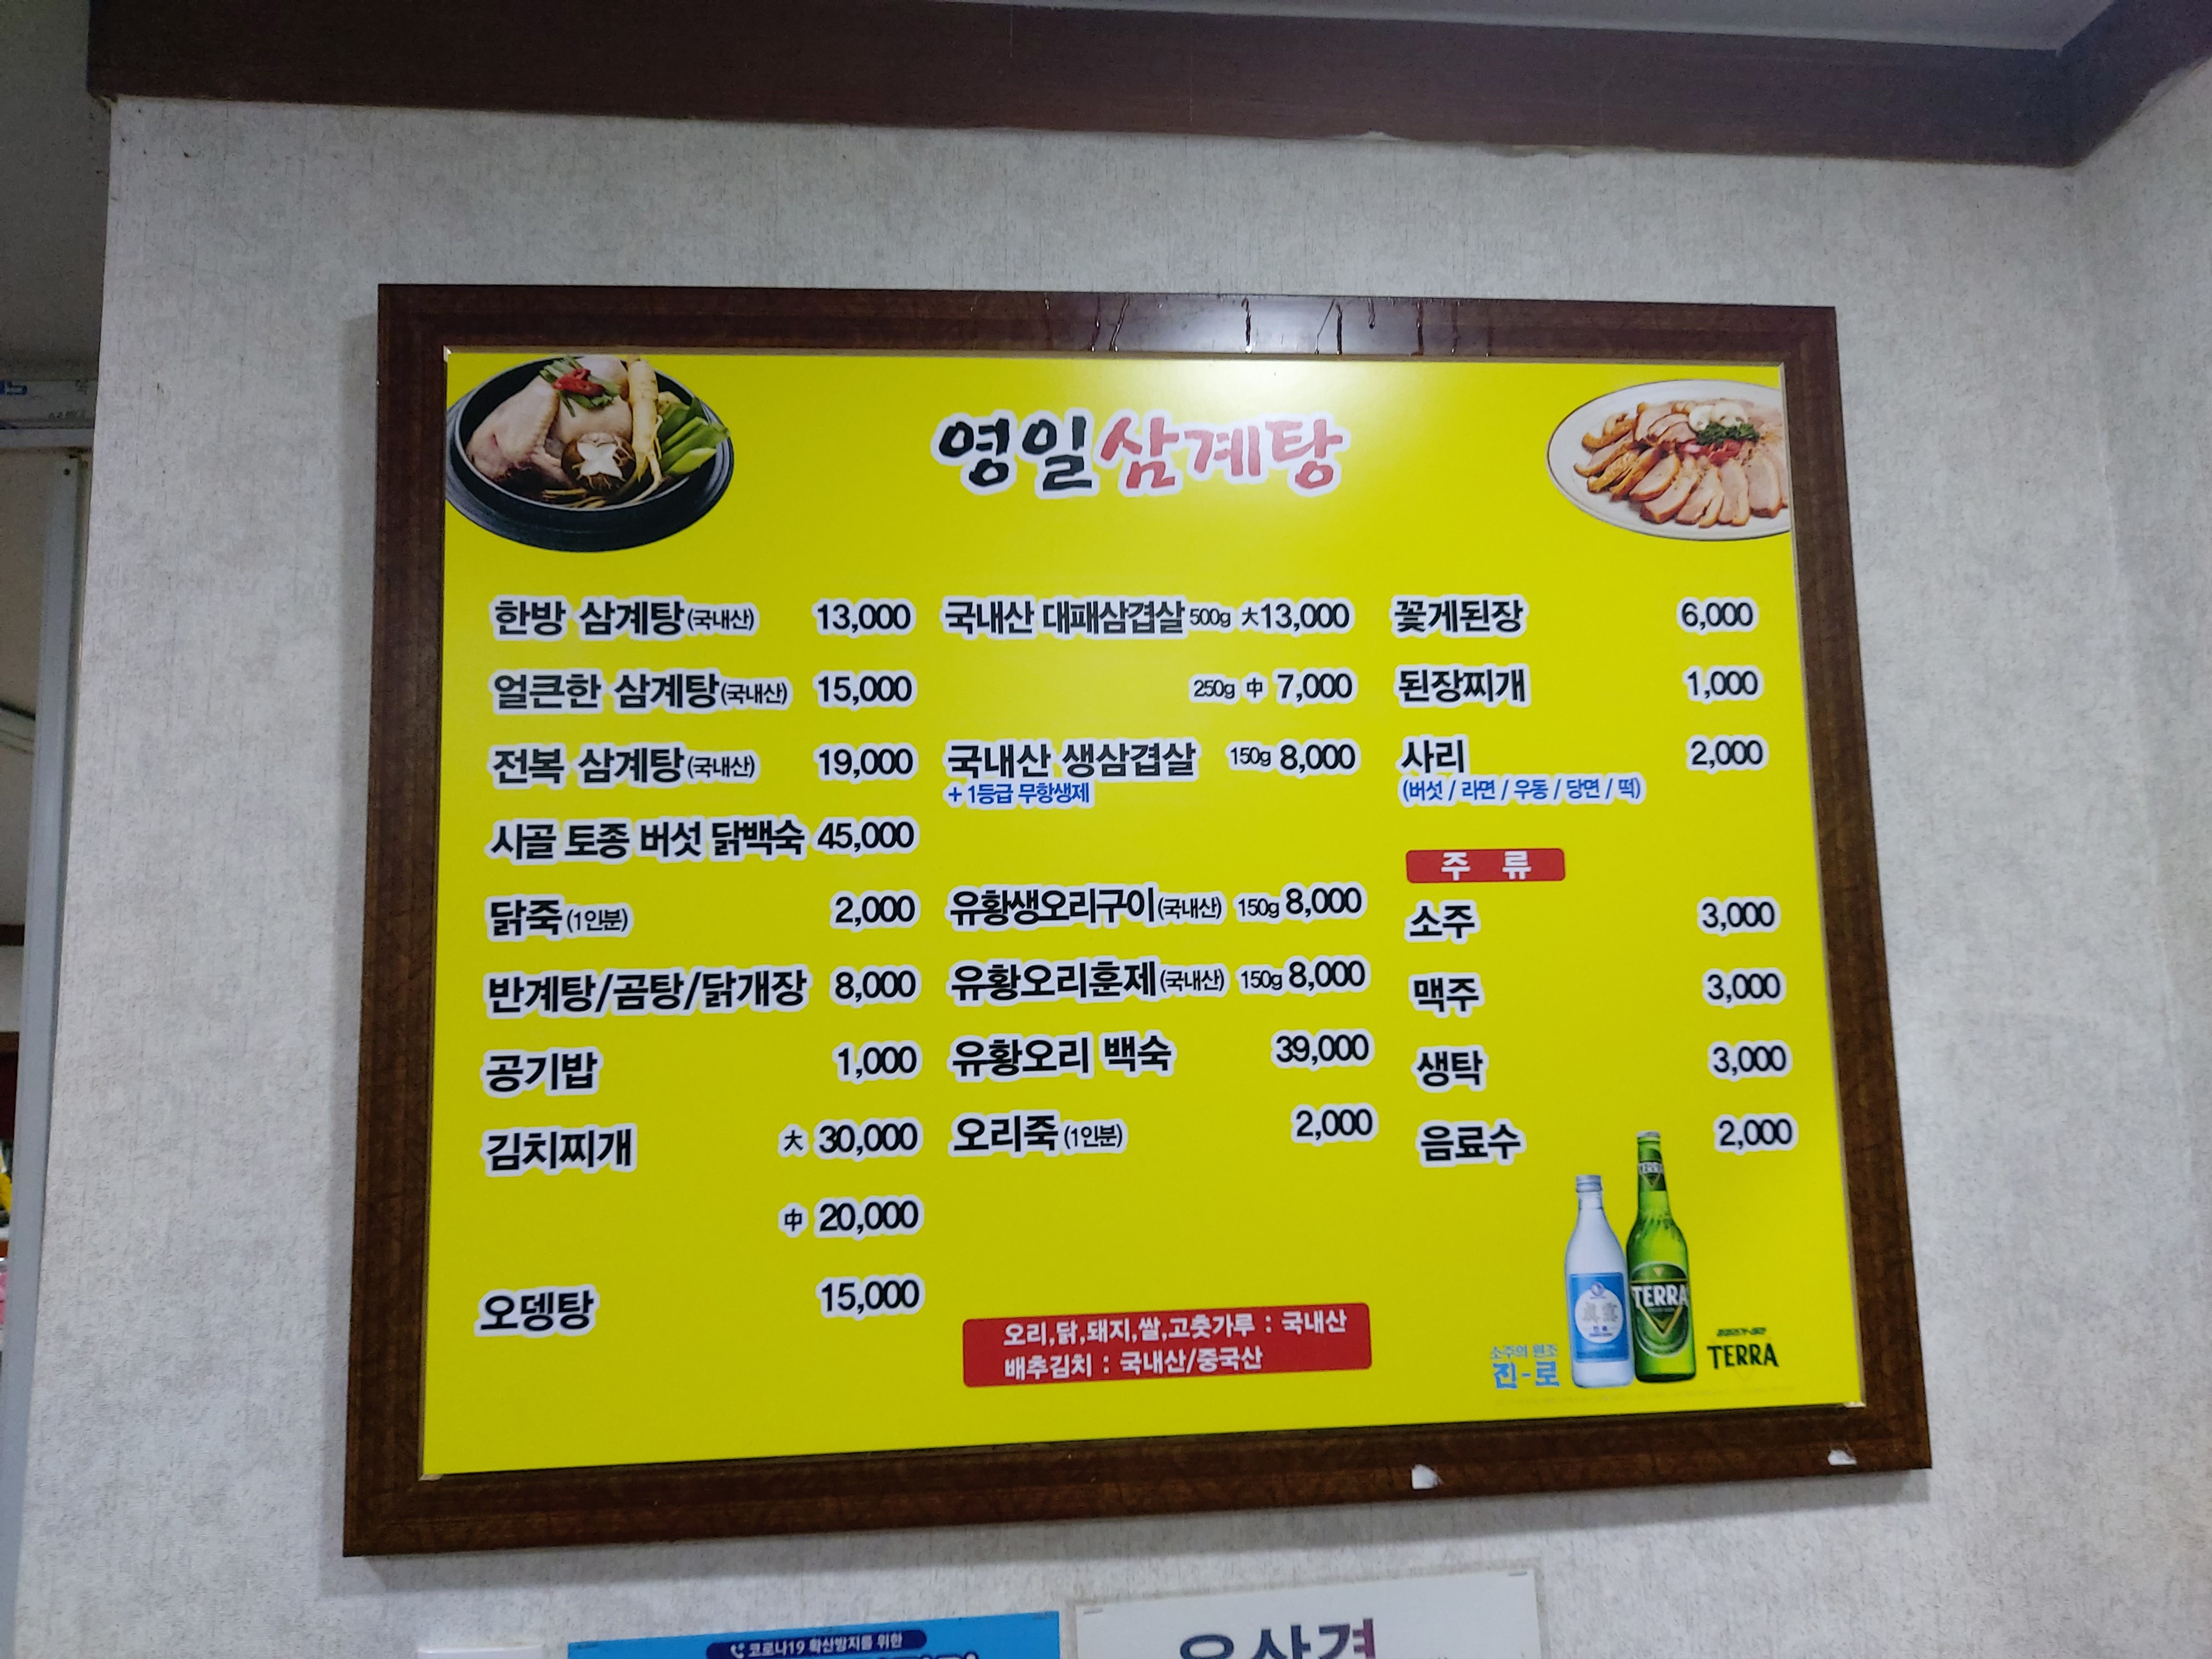 영일삼계탕
한방 삼계탕(국내산) 13,000
얼큰한 삼계탕(국내산) 15,000
전복 삼계탕(국내산) 19,000
시골 토종 버섯 닭백숙 45,000
닭죽(1인분) 2,000
반계탕/곰탕/닭개장 8,000
공기밥 1,000
김치찌개 大 30,000
中 20,000
오뎅탕 15,000
국내산 대패삼겹살 500g 大13,000
250g 中 7,000
국내산 생삼겹살 150g 8,000
+ 1등급 무항생제
유황생오리구이(국내산) 150g 8,000
유황오리훈제(국내산) 150g 8,000
유황오리 백숙 39,000
오리죽(1인분) 2,000
오리,닭,돼지,쌀,고춧가루 : 국내산
배추김치 : 국내산/중국산
꽃게된장 6,000
된장찌개 1,000
사리 2,000
(버섯 / 라면 / 우동 / 당면 / 떡)
주 류
소주 3,000
맥주 3,000
생탁 3,000
음료수 2,000
TERRA
소주의 원조
진-로
TERRA
코로나19 확산방지를 위한